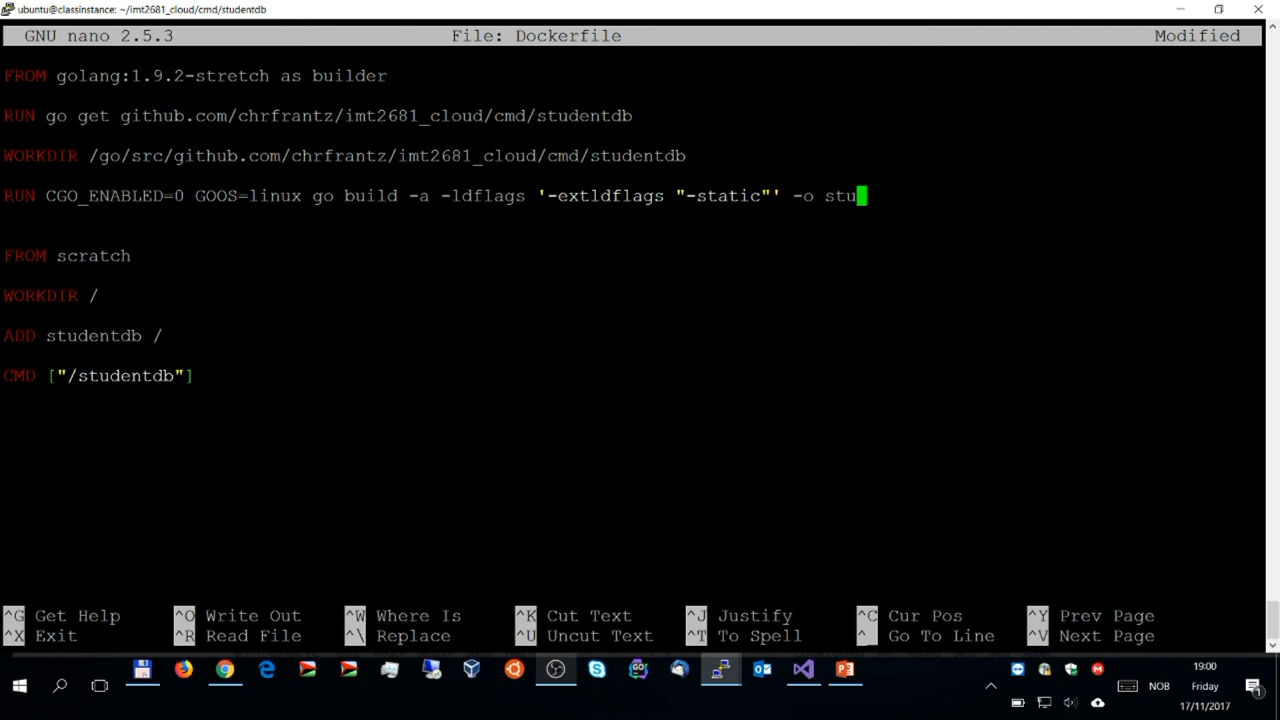 ubuntu@classinstance: ~/imt2681_cloud/cmd/studentdb
GNU nano 2.5.3 File: Dockerfile Modified
FROM golang:1.9.2-stretch as builder
RUN go get github.com/chrfrantz/imt2681_cloud/cmd/studentdb
WORKDIR /go/src/github.com/chrfrantz/imt2681_cloud/cmd/studentdb
RUN CGO_ENABLED=0 GOOS=linux go build -a -ldflags '-extldflags "-static"' -o stu
FROM scratch
WORKDIR /
ADD studentdb /
CMD ["/studentdb"]
^G Get Help ^O Write Out ^W Where Is ^K Cut Text ^J Justify ^C Cur Pos ^Y Prev Page
^X Exit ^R Read File ^\ Replace ^U Uncut Text ^T To Spell ^_ Go To Line ^V Next Page
19:00
NOB Friday
17/11/2017